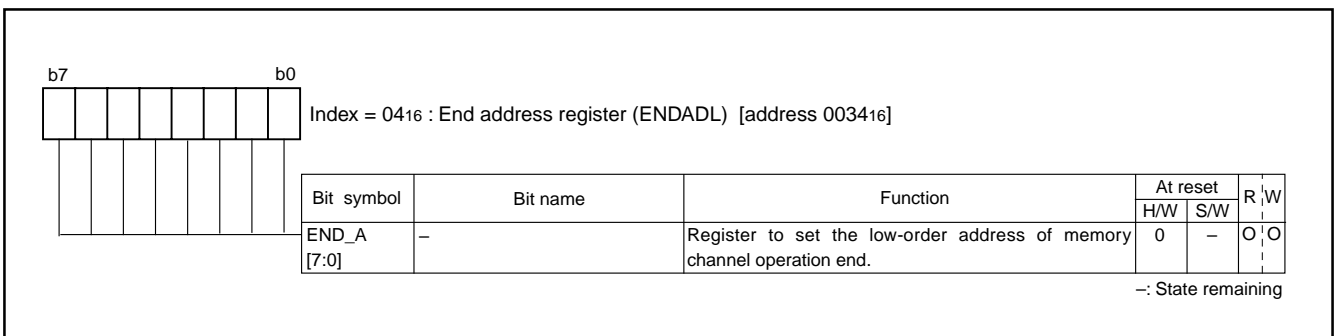 b7 b0
Index = 0416 : End address register (ENDADL) [address 003416]
Bit symbol Bit name Function At reset R W
H/W S/W
END_A – Register to set the low-order address of memory 0 – O O
[7:0] channel operation end.
–: State remaining